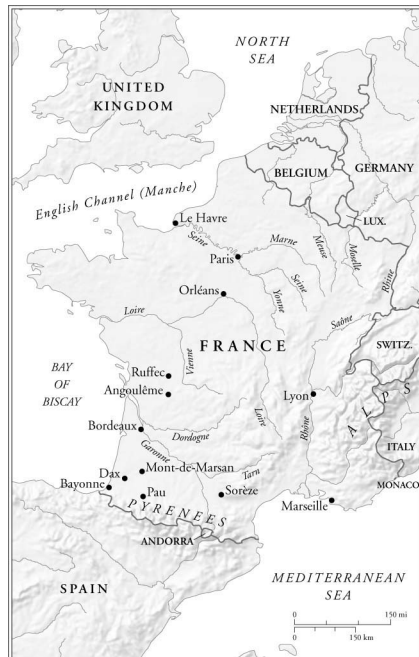 NORTH
SEA
UNITED
KINGDOM
NETHERLANDS
BELGIUM
GERMANY
English Channel (Manche)
LUX.
Le Havre
Seine
Marne
Meuse
Moselle
Paris
Rhine
Orléans
Seine
Yonne
Loire
Saône
SWITZ.
FRANCE
Vienne
BAY
OF
BISCAY
Ruffec
Angoulême
Lyon
ALPS
Loire
Rhône
Bordeaux
Dordogne
ITALY
Garonne
Mont-de-Marsan
Tarn
MONACO
Dax
Bayonne
Pau
Sorèze
Marseille
PYRENEES
ANDORRA
SPAIN
MEDITERRANEAN
SEA
0 150 mi
0 150 km